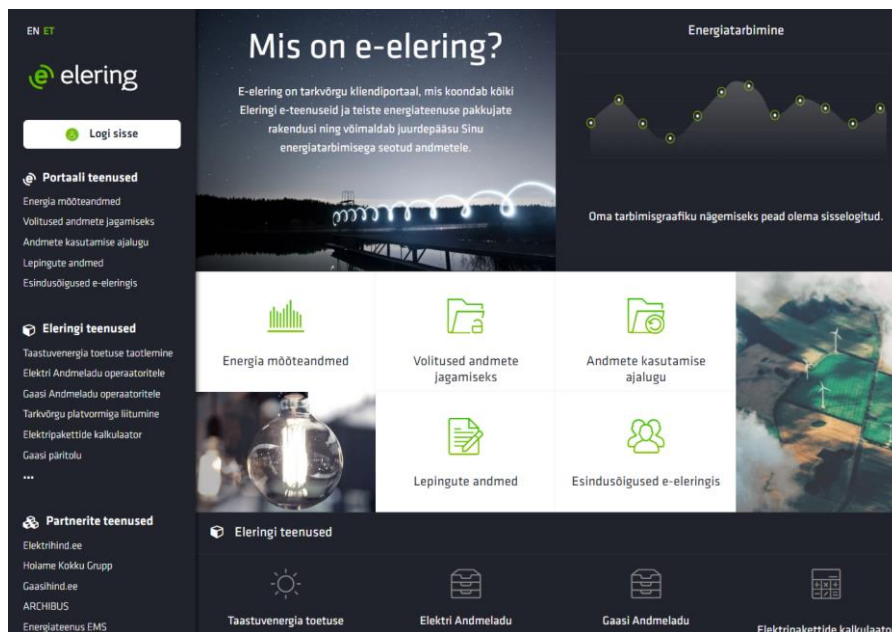 EN ET
elering
Logi sisse
Portaali teenused
Energia mõõteandmed
Volitused andmete jagamiseks
Andmete kasutamise ajalugu
Lepingute andmed
Esindusõigused e-eleringis
Eleringi teenused
Taastuvenergia toetuse taotlemine
Elektri Andmeladu operaatoritele
Gaasi Andmeladu operaatoritele
Tarkvõrgu platvormiga liitumine
Elektripakettide kalkulaator
Gaasi päritolu
...
Partnerite teenused
Elektrihind.ee
Hoiame Kokku Grupp
Gaasihind.ee
ARCHIBUS
Energiateenus EMS
Mis on e-elering?
E-elering on tarkvõrgu kliendiportaal, mis koondab kõiki
Eleringi e-teenuseid ja teiste energiateenuse pakkujate
rakendusi ning võimaldab juurdepääsu Sinu
energiatarbimisega seotud andmetele.
Energiatarbimine
Oma tarbimisgraafiku nägemiseks pead olema sisselogitud.
Energia mõõteandmed
Volitused andmete
jagamiseks
Andmete kasutamise
ajalugu
Lepingute andmed
Esindusõigused e-eleringis
Eleringi teenused
Taastuvenergia toetuse
Elektri Andmeladu
Gaasi Andmeladu
Elektripakettide kalkulaator